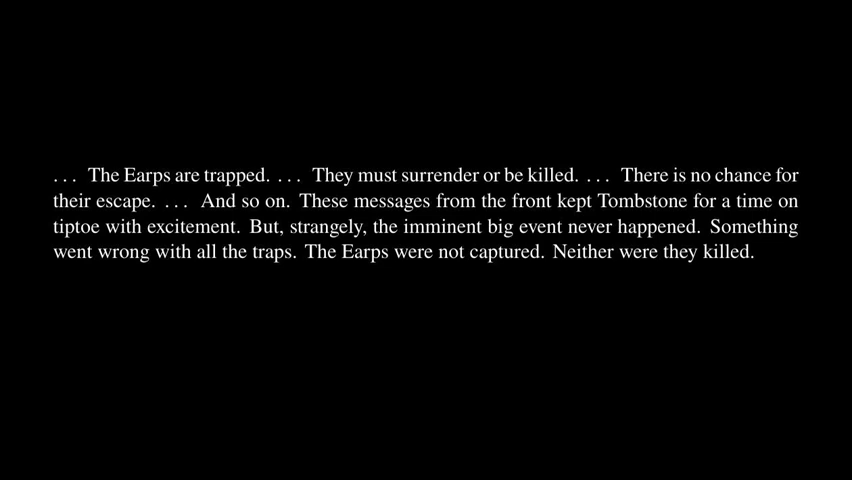 . . . The Earps are trapped. . . . They must surrender or be killed. . . . There is no chance for
their escape. . . . And so on. These messages from the front kept Tombstone for a time on
tiptoe with excitement. But, strangely, the imminent big event never happened. Something
went wrong with all the traps. The Earps were not captured. Neither were they killed.